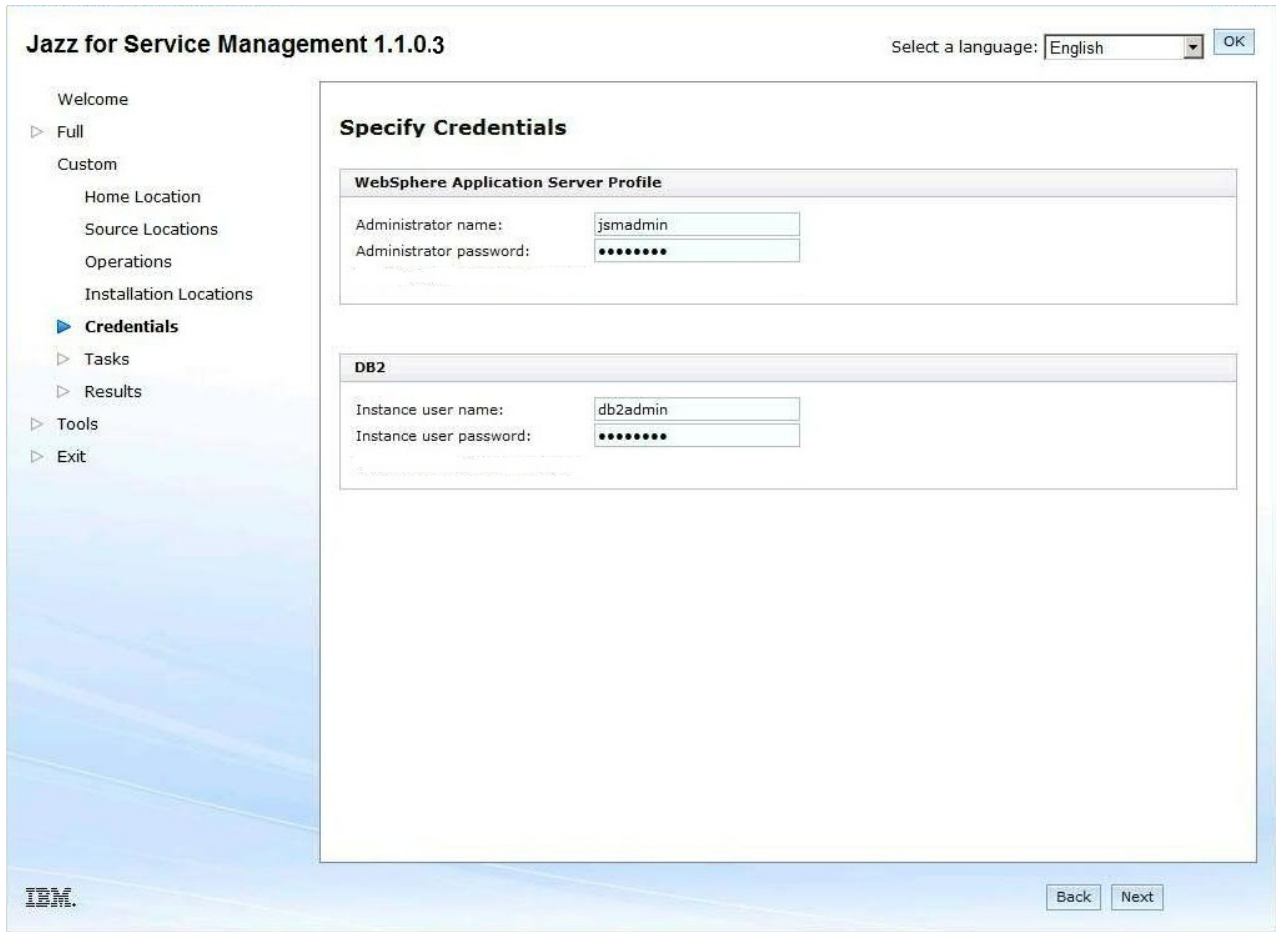 Jazz for Service Management 1.1.0.3
Select a language: English OK
Welcome
Full
Custom
Home Location
Source Locations
Operations
Installation Locations
Credentials
Tasks
Results
Tools
Exit
Specify Credentials
WebSphere Application Server Profile
Administrator name: jsmadmin
Administrator password: ••••••••
DB2
Instance user name: db2admin
Instance user password: ••••••••
IBM.
Back Next